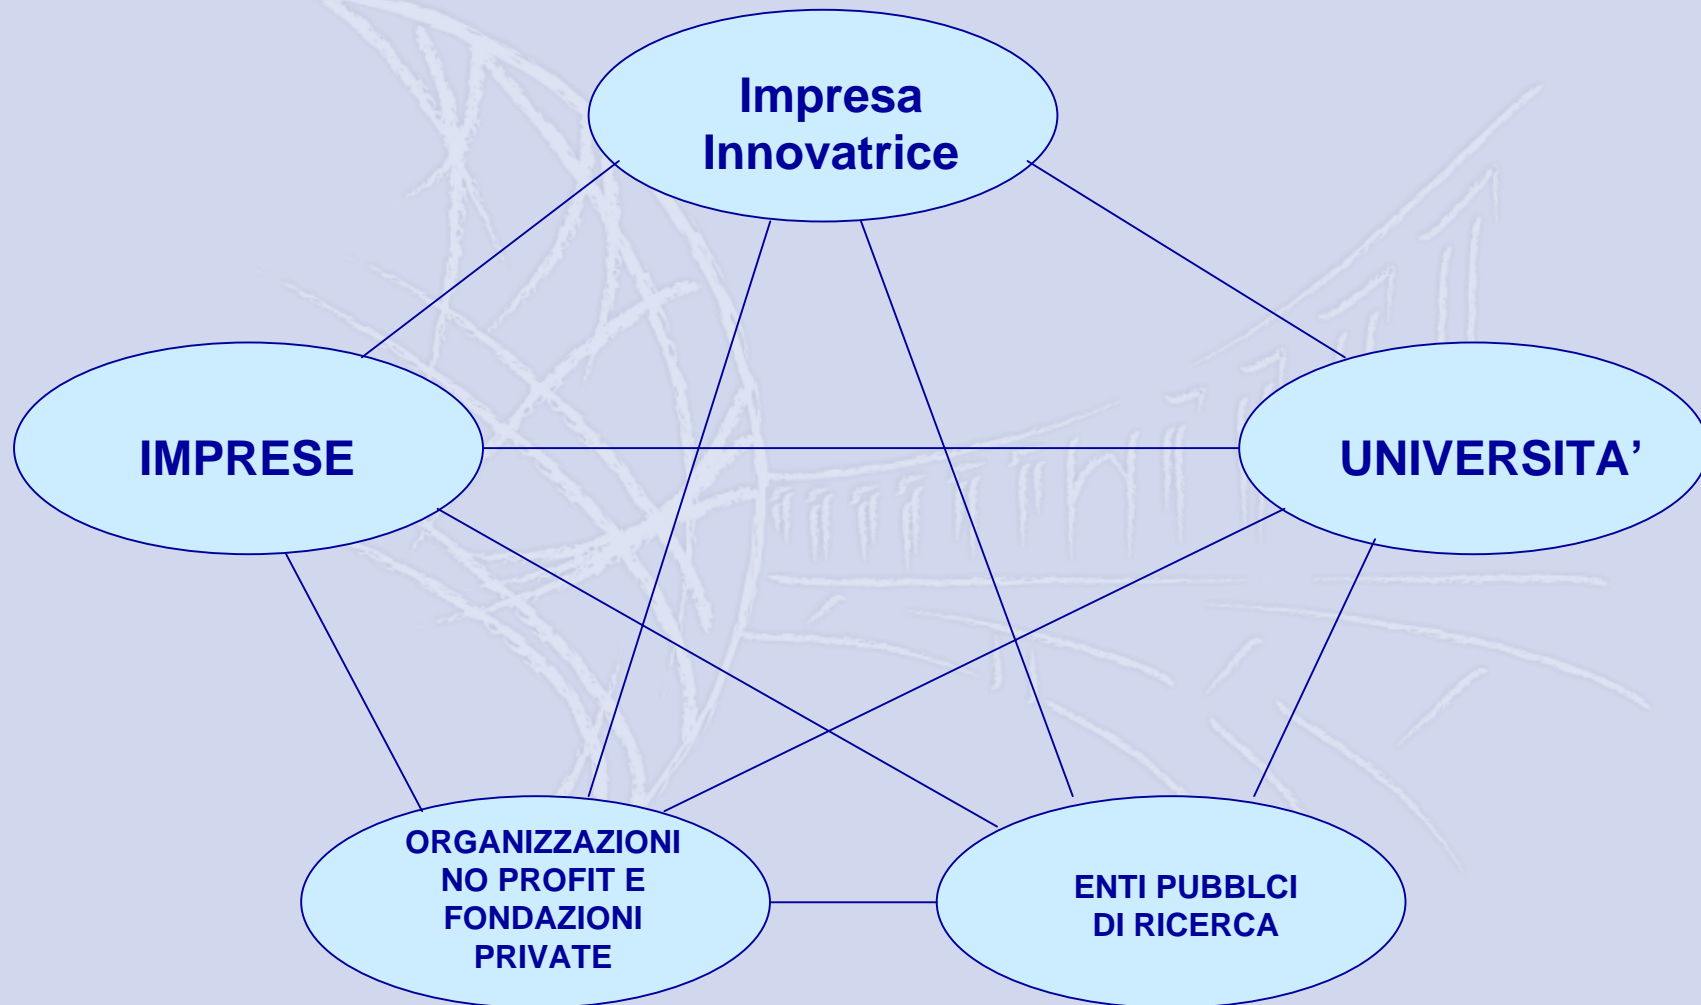 Impresa
Innovatrice
IMPRESE
UNIVERSITA’
ORGANIZZAZIONI
NO PROFIT E
FONDAZIONI
PRIVATE
ENTI PUBBLCI
DI RICERCA